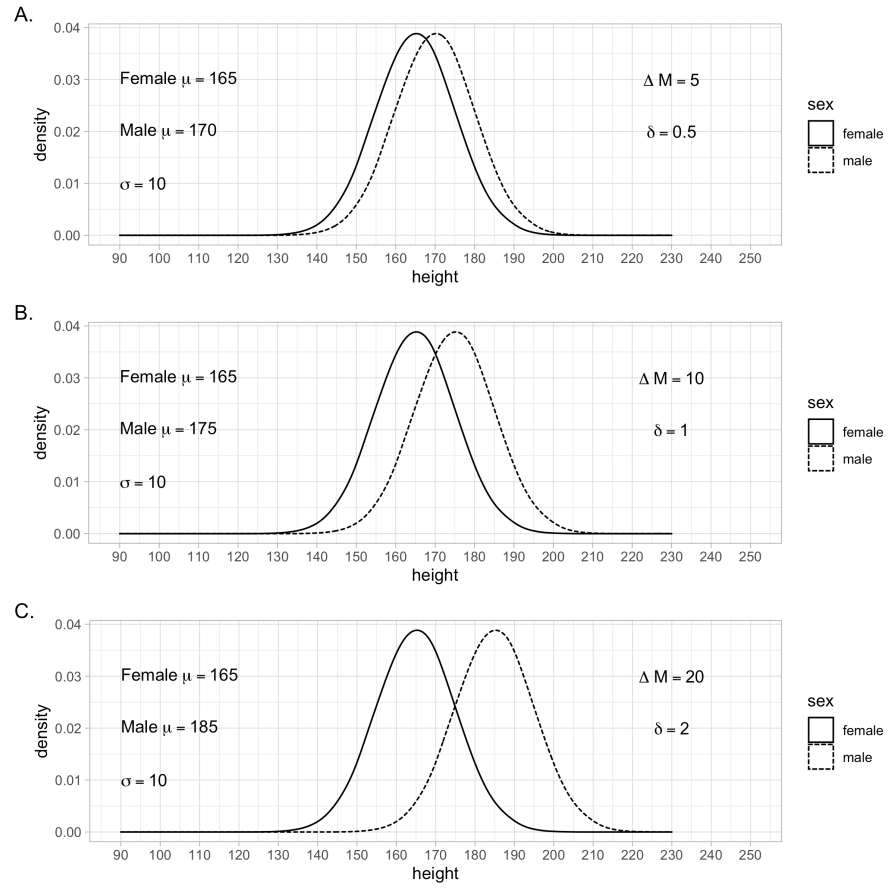 A.
0.04
0.03
0.02
0.01
0.00
density
Female μ = 165
Male μ = 170
σ = 10
Δ M = 5
δ = 0.5
90 100 110 120 130 140 150 160 170 180 190 200 210 220 230 240 250
height
sex
female
male
B.
0.04
0.03
0.02
0.01
0.00
density
Female μ = 165
Male μ = 175
σ = 10
Δ M = 10
δ = 1
90 100 110 120 130 140 150 160 170 180 190 200 210 220 230 240 250
height
sex
female
male
C.
0.04
0.03
0.02
0.01
0.00
density
Female μ = 165
Male μ = 185
σ = 10
Δ M = 20
δ = 2
90 100 110 120 130 140 150 160 170 180 190 200 210 220 230 240 250
height
sex
female
male